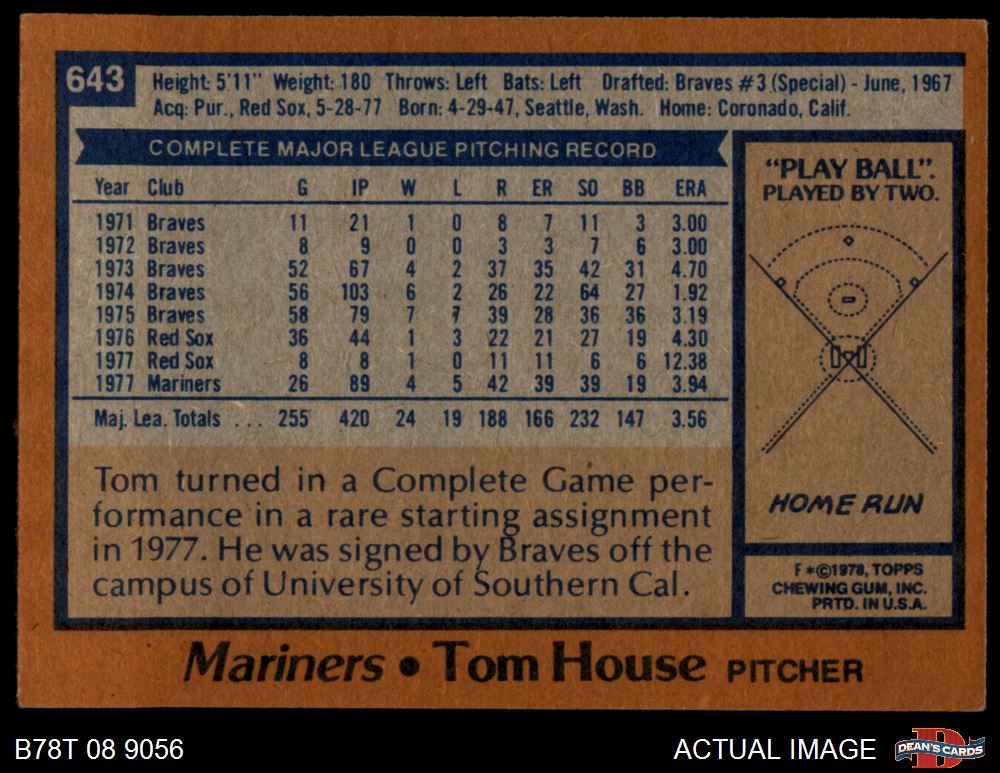 643
Height: 5'11" Weight: 180 Throws: Left Bats: Left Drafted: Braves #3 (Special) - June, 1967
Acq: Pur., Red Sox, 5-28-77 Born: 4-29-47, Seattle, Wash. Home: Coronado, Calif.
COMPLETE MAJOR LEAGUE PITCHING RECORD
Year Club G IP W L R ER SO BB ERA
1971 Braves 11 21 1 0 8 7 11 3 3.00
1972 Braves 8 9 0 0 3 3 7 6 3.00
1973 Braves 52 67 4 2 37 35 42 31 4.70
1974 Braves 56 103 6 2 26 22 64 27 1.92
1975 Braves 58 79 7 7 39 28 36 36 3.19
1976 Red Sox 36 44 1 3 22 21 27 19 4.30
1977 Red Sox 8 8 1 0 11 11 6 6 12.38
1977 Mariners 26 89 4 5 42 39 39 19 3.94
Maj. Lea. Totals ... 255 420 24 19 188 166 232 147 3.56
Tom turned in a Complete Game per-
formance in a rare starting assignment
in 1977. He was signed by Braves off the
campus of University of Southern Cal.
"PLAY BALL".
PLAYED BY TWO.
HOME RUN
F*©1978, TOPPS
CHEWING GUM, INC.
PRTD. IN U.S.A.
Mariners • Tom House PITCHER
B78T 08 9056
ACTUAL IMAGE
D
DEAN'S CARDS